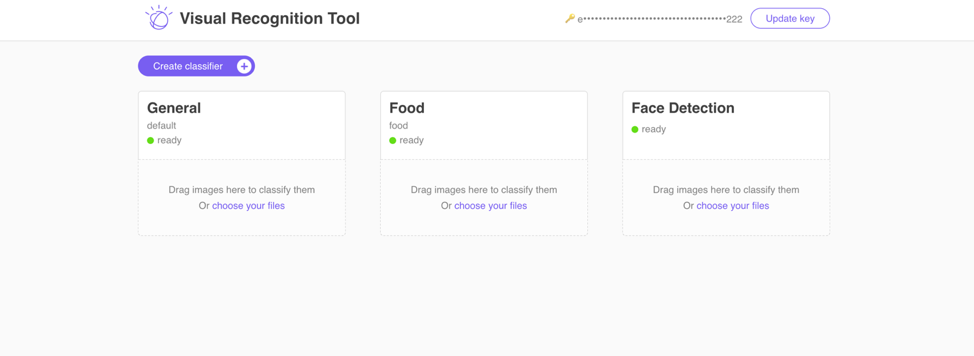 Visual Recognition Tool
e•••••••••••••••••••••••••••••••••••••222
Update key
Create classifier
General
default
ready
Drag images here to classify them
Or choose your files
Food
food
ready
Drag images here to classify them
Or choose your files
Face Detection
ready
Drag images here to classify them
Or choose your files